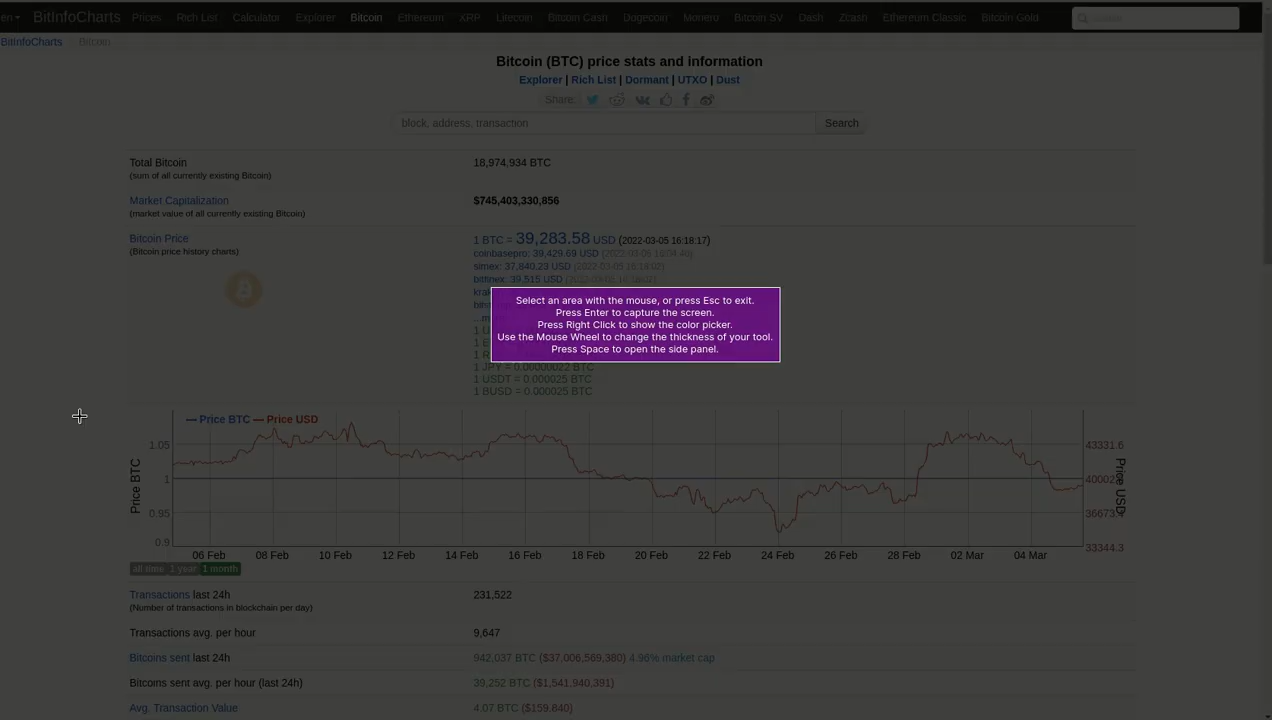 en BitInfoCharts Prices Rich List Calculator Explorer Bitcoin Ethereum XRP Litecoin Bitcoin Cash Dogecoin Monero Bitcoin SV Dash Zcash Ethereum Classic Bitcoin Gold
BitInfoCharts Bitcoin
Bitcoin (BTC) price stats and information
Explorer | Rich List | Dormant | UTXO | Dust
Share:
block, address, transaction Search
Total Bitcoin 18,974,934 BTC
(sum of all currently existing Bitcoin)
Market Capitalization $745,403,330,856
(market value of all currently existing Bitcoin)
Bitcoin Price 1 BTC = 39,283.58 USD (2022-03-05 16:18:17)
(Bitcoin price history charts) coinbasepro: 39,429.69 USD
simex: 37,840.23 USD (2022-03-05 16:18:02)
bitfinex: 39,515 USD
Select an area with the mouse, or press Esc to exit.
Press Enter to capture the screen.
Press Right Click to show the color picker.
Use the Mouse Wheel to change the thickness of your tool.
Press Space to open the side panel.
1 JPY = 0.00000022 BTC
1 USDT = 0.000025 BTC
1 BUSD = 0.000025 BTC
Price BTC Price USD
1.05 43331.6
1
0.95
0.9 33344.3
Price BTC
Price USD
06 Feb 08 Feb 10 Feb 12 Feb 14 Feb 16 Feb 18 Feb 20 Feb 22 Feb 24 Feb 26 Feb 28 Feb 02 Mar 04 Mar
all time 1 year 1 month
Transactions last 24h 231,522
(Number of transactions in blockchain per day)
Transactions avg. per hour 9,647
Bitcoins sent last 24h 942,037 BTC ($37,006,569,380) 4.96% market cap
Bitcoins sent avg. per hour (last 24h) 39,252 BTC ($1,541,940,391)
Avg. Transaction Value 4.07 BTC ($159,840)